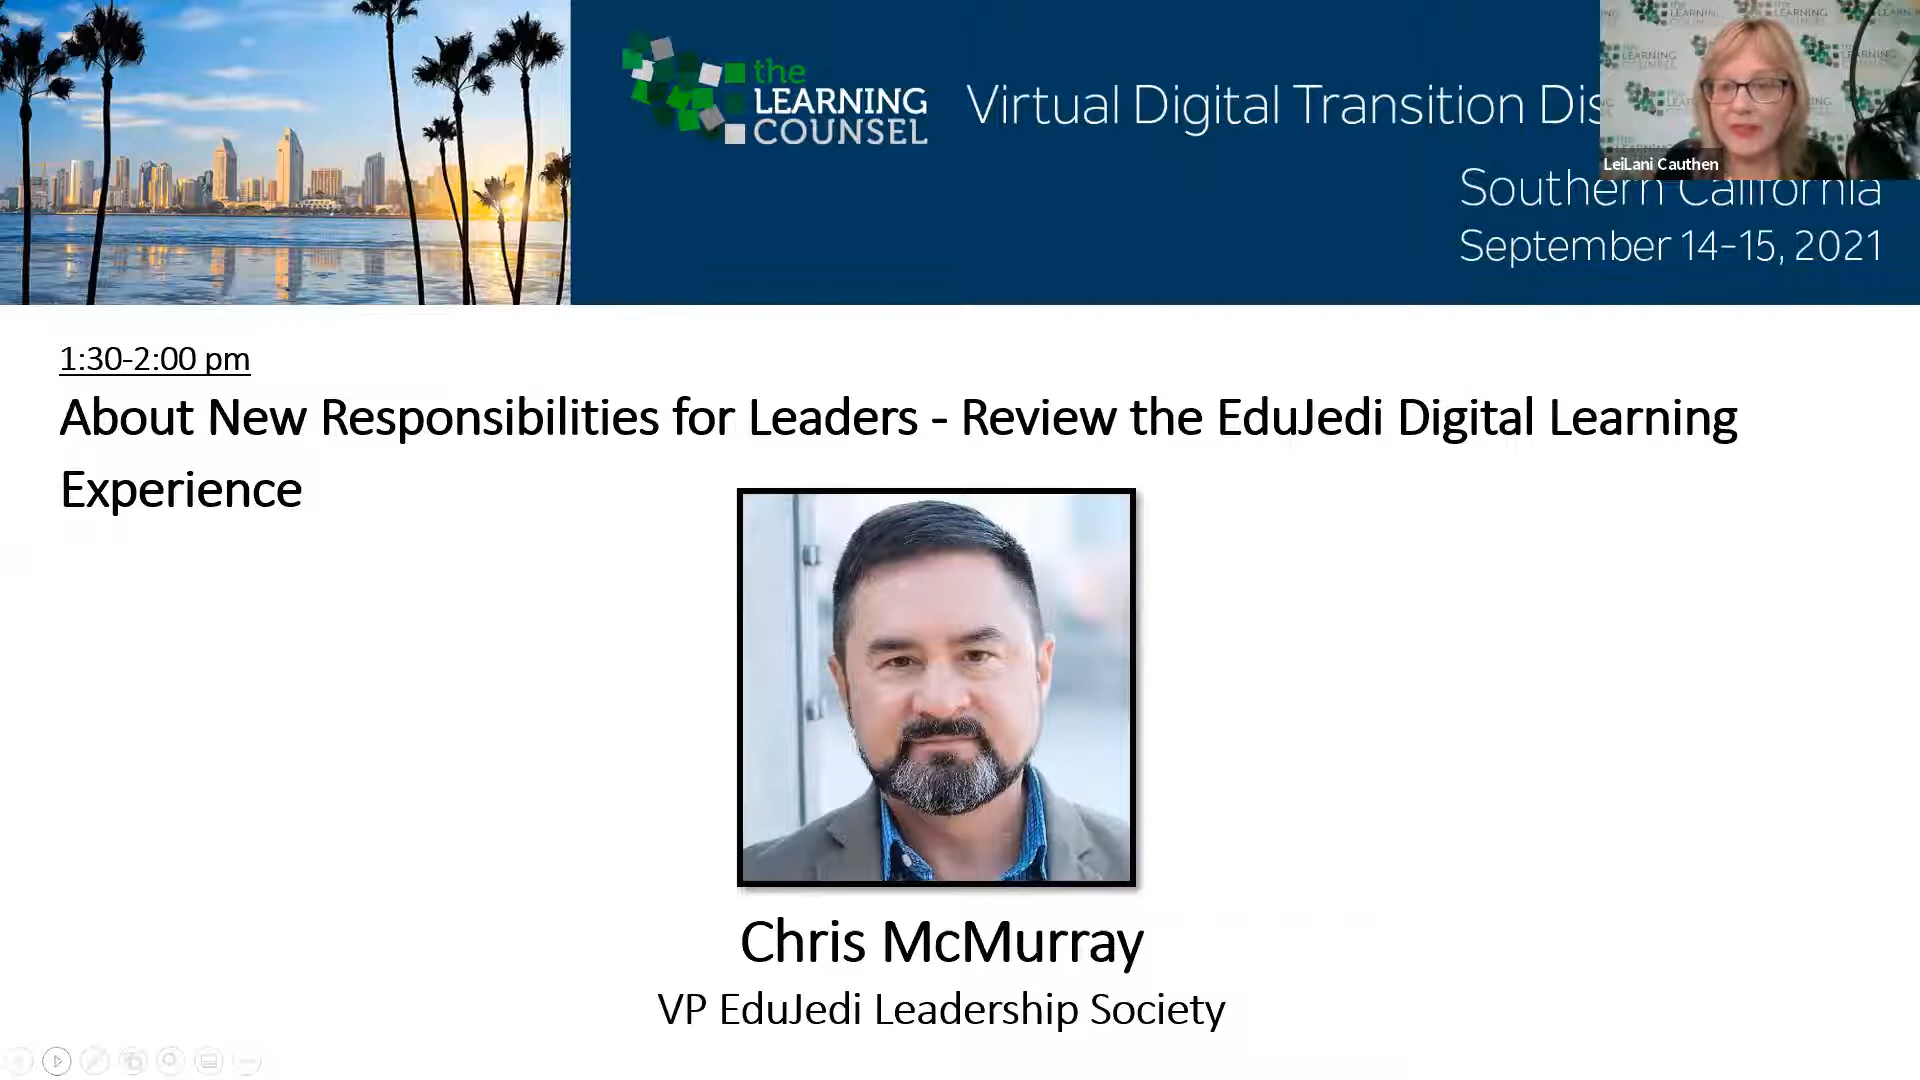 the
LEARNING
COUNSEL
Virtual Digital Transition Dis
LeiLani Cauthen
Southern California
September 14-15, 2021
1:30-2:00 pm
About New Responsibilities for Leaders - Review the EduJedi Digital Learning
Experience
Chris McMurray
VP EduJedi Leadership Society